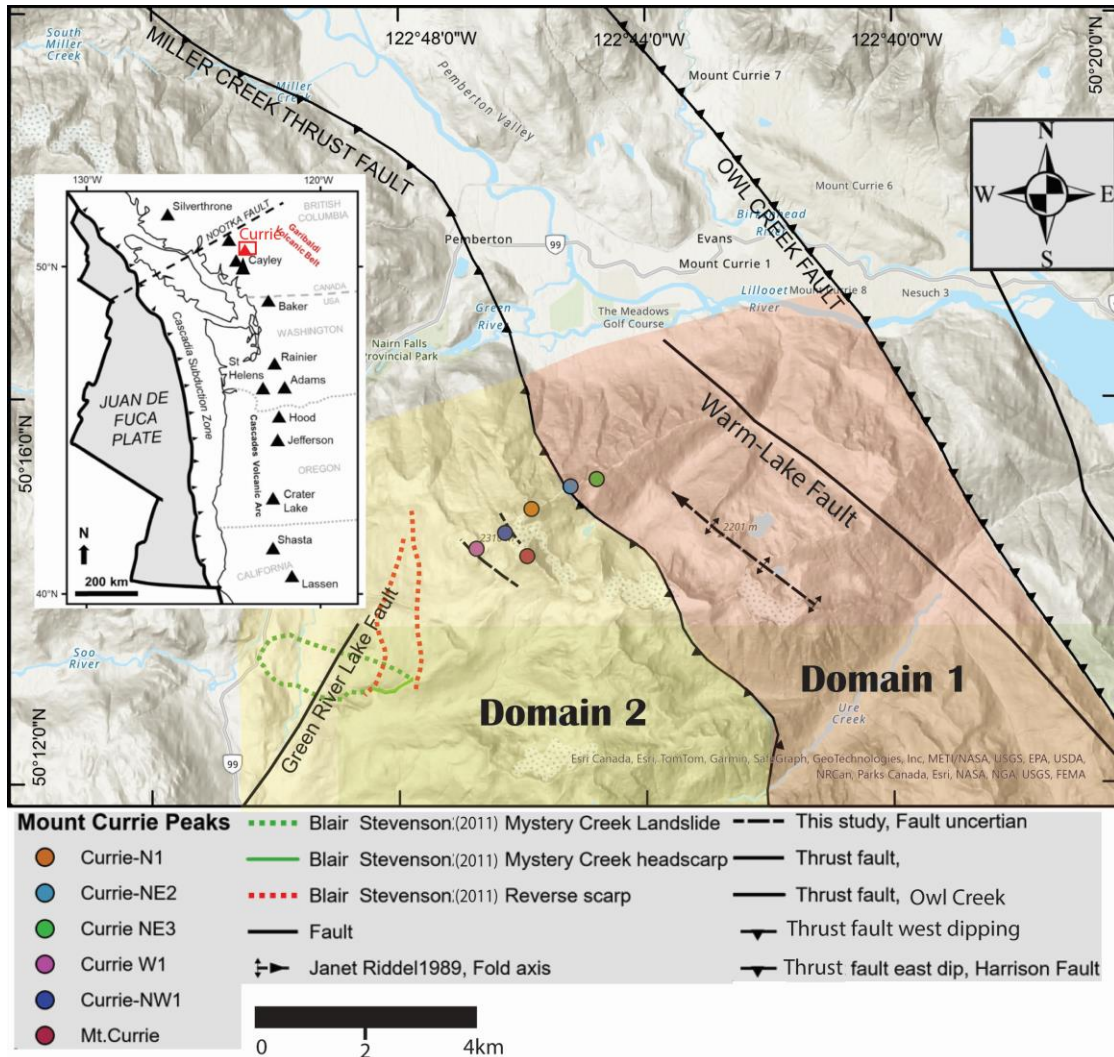 122°48'0"W
122°44'0"W
122°40'0"W
50°20'0"N
50°16'0"N
50°12'0"N
South
Miller
Creek
MILLER CREEK THRUST FAULT
Miller
Creek
Pemberton
Valley
Mount Currie 7
OWL CREEK FAULT
Mount Currie 6
N
W
E
S
Pemberton
99
Evans
Mount Currie 1
Lillooet
River
Mount Currie 8
Nesuch 3
Green
River
The Meadows
Golf Course
Nairn Falls
Provincial Park
Warm-Lake Fault
2201 m
Green River Lake Fault
Soo
River
99
Domain 2
Domain 1
Ure
Creek
Esri Canada, Esri, TomTom, Garmin, SafeGraph, GeoTechnologies, Inc, METI/NASA, USGS, EPA, USDA,
NRCan, Parks Canada, Esri, NASA, NGA, USGS, FEMA
130°W
120°W
Silverthrone
NOOTKA FAULT
BRITISH
COLUMBIA
Currie
Garibaldi
Volcanic Belt
50°N
Cayley
CANADA
USA
Baker
WASHINGTON
Cascadia Subduction Zone
Rainier
St
Helens
Adams
JUAN DE
FUCA
PLATE
Hood
Jefferson
Cascades Volcanic Arc
OREGON
Crater
Lake
N
Shasta
CALIFORNIA
Lassen
200 km
40°N
Mount Currie Peaks
Currie-N1
Currie-NE2
Currie NE3
Currie W1
Currie-NW1
Mt.Currie
Blair Stevenson:(2011) Mystery Creek Landslide
Blair Stevenson:(2011) Mystery Creek headscarp
Blair Stevenson:(2011) Reverse scarp
Fault
Janet Riddel1989, Fold axis
This study, Fault uncertian
Thrust fault,
Thrust fault, Owl Creek
Thrust fault west dipping
Thrust fault east dip, Harrison Fault
0
2
4km